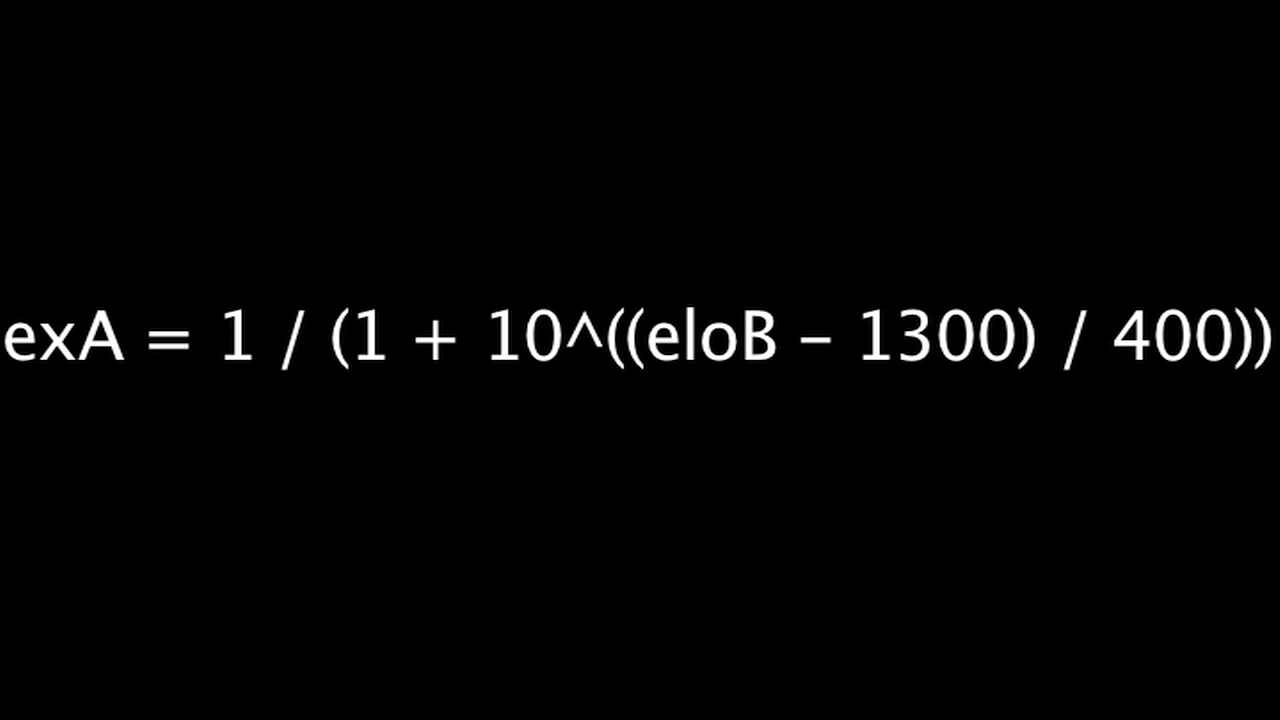 exA = 1 / (1 + 10^((eloB – 1300) / 400))